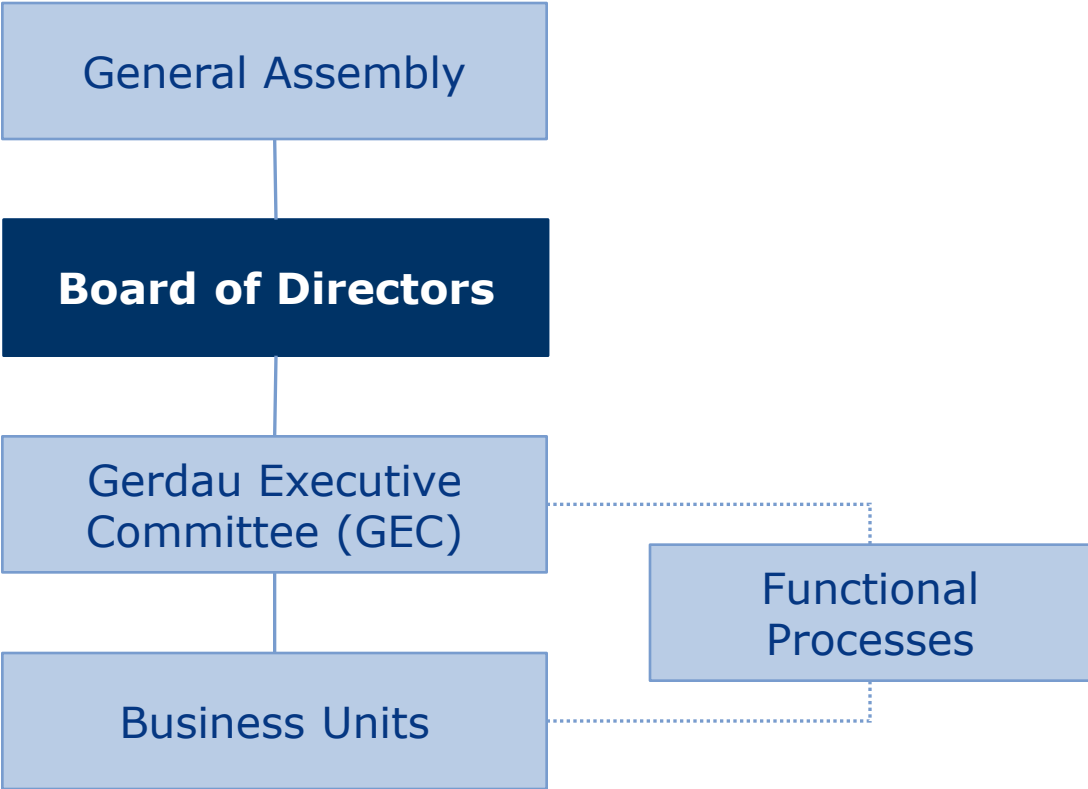 General Assembly
Board of Directors
Gerdau Executive
Committee (GEC)
Functional
Processes
Business Units